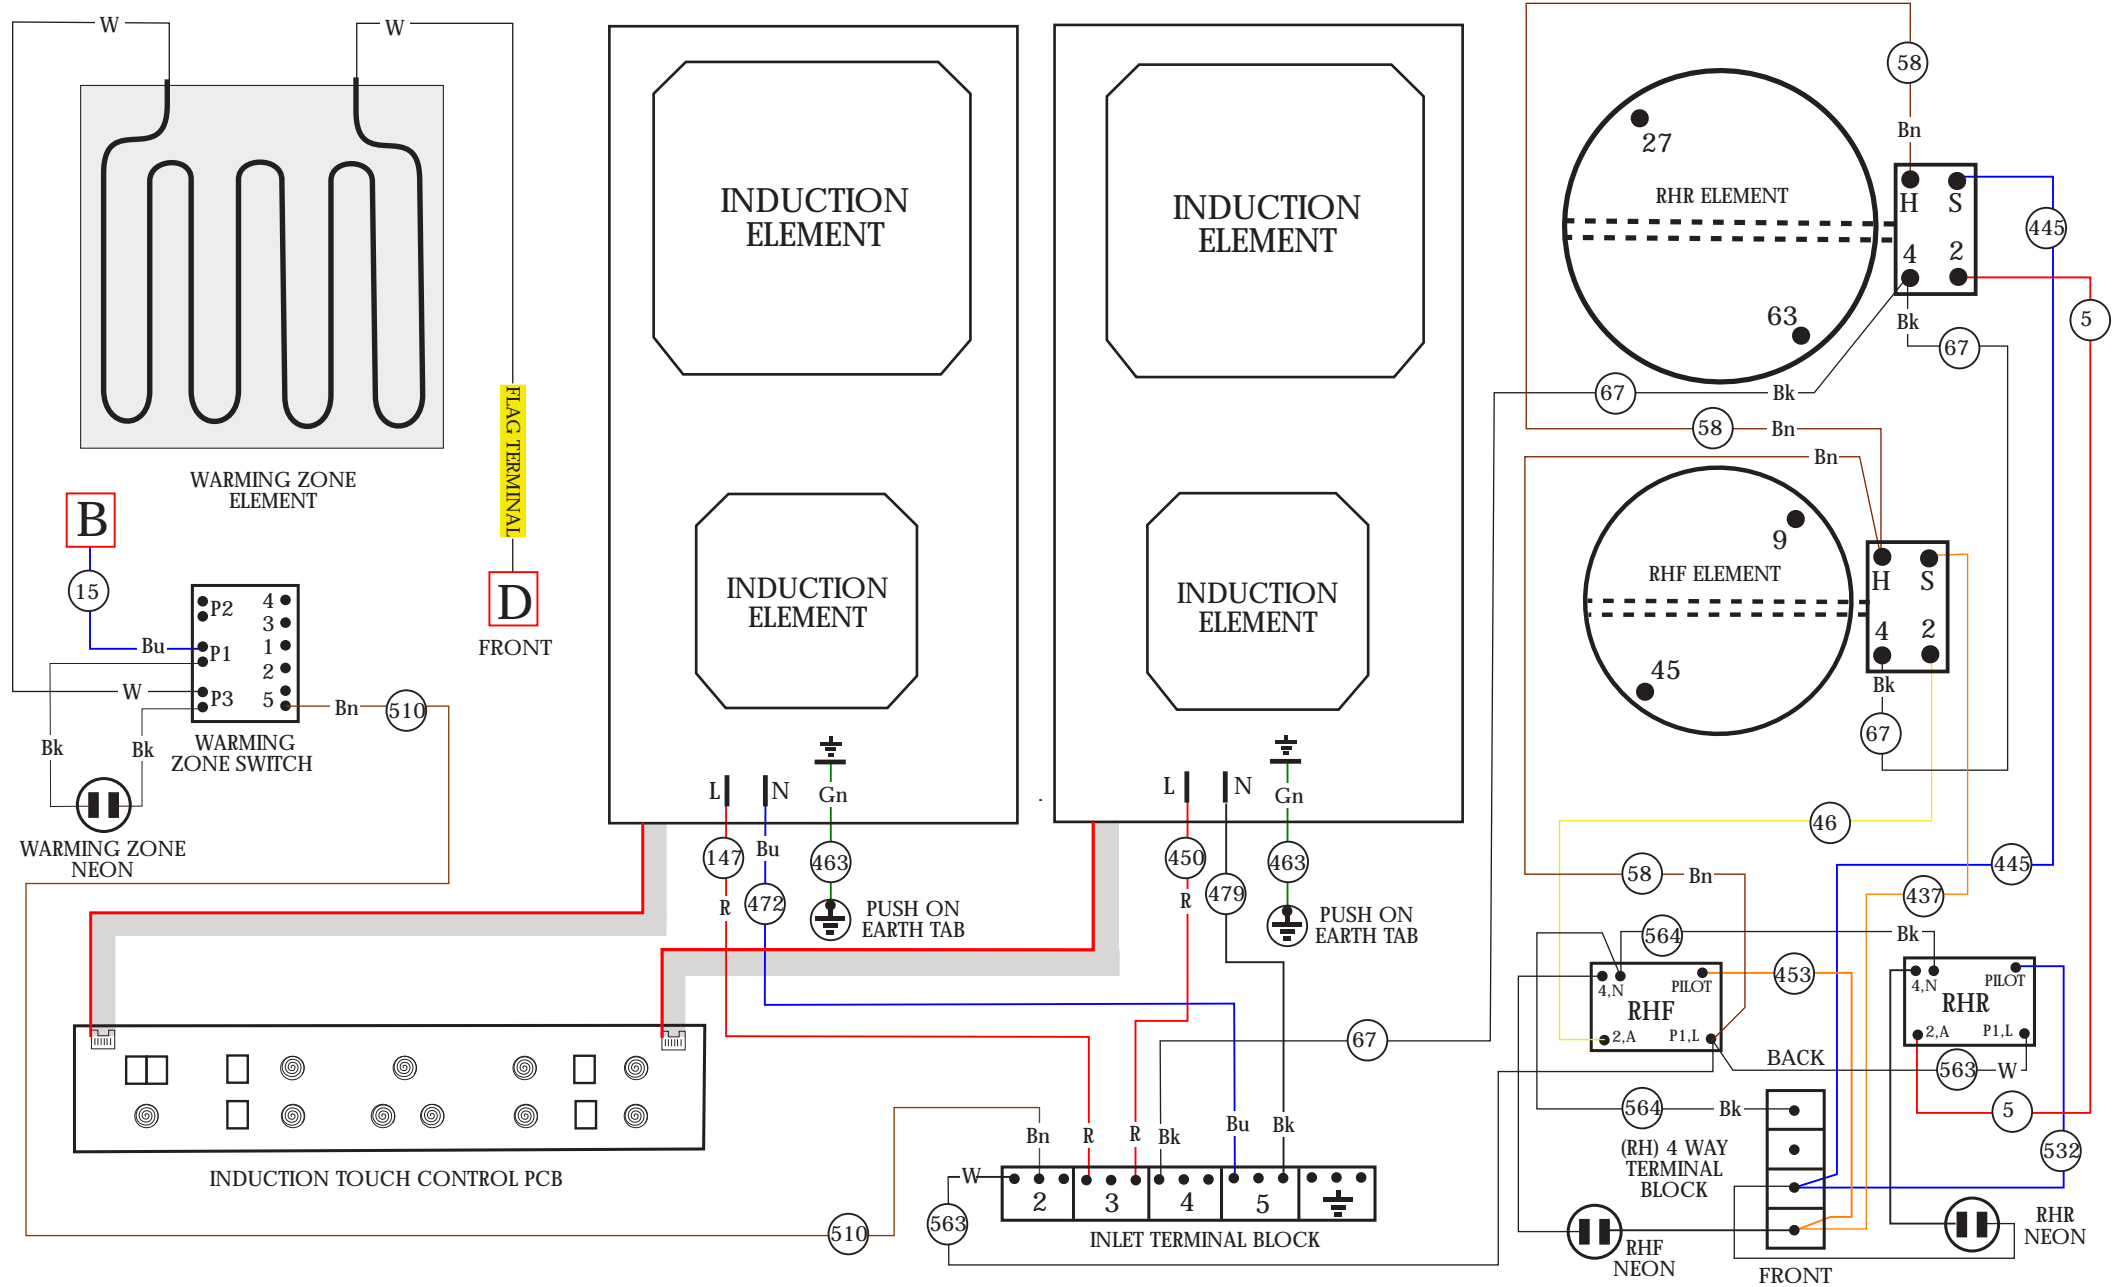 W
W
WARMING ZONE
ELEMENT
FLAG TERMINAL
B
15
Bu
W
Bk
Bk
P2
P1
P3
4
3
1
2
5
Bn
510
WARMING
ZONE SWITCH
WARMING ZONE
NEON
D
FRONT
INDUCTION
ELEMENT
INDUCTION
ELEMENT
L
N
Gn
147
Bu
463
R
472
PUSH ON
EARTH TAB
INDUCTION
ELEMENT
INDUCTION
ELEMENT
L
N
Gn
450
479
463
R
PUSH ON
EARTH TAB
INDUCTION TOUCH CONTROL PCB
510
563
W
Bn
R
R
Bk
Bu
Bk
2
3
4
5
INLET TERMINAL BLOCK
67
58
Bn
27
RHR ELEMENT
63
H
S
4
2
445
5
Bk
67
67
Bk
58
Bn
Bn
9
RHF ELEMENT
45
H
S
4
2
Bk
67
46
58
Bn
445
437
564
Bk
453
4,N
PILOT
RHF
2,A
P1,L
4,N
PILOT
RHR
2,A
P1,L
BACK
563
W
564
Bk
5
532
(RH) 4 WAY
TERMINAL
BLOCK
RHF
NEON
RHR
NEON
FRONT